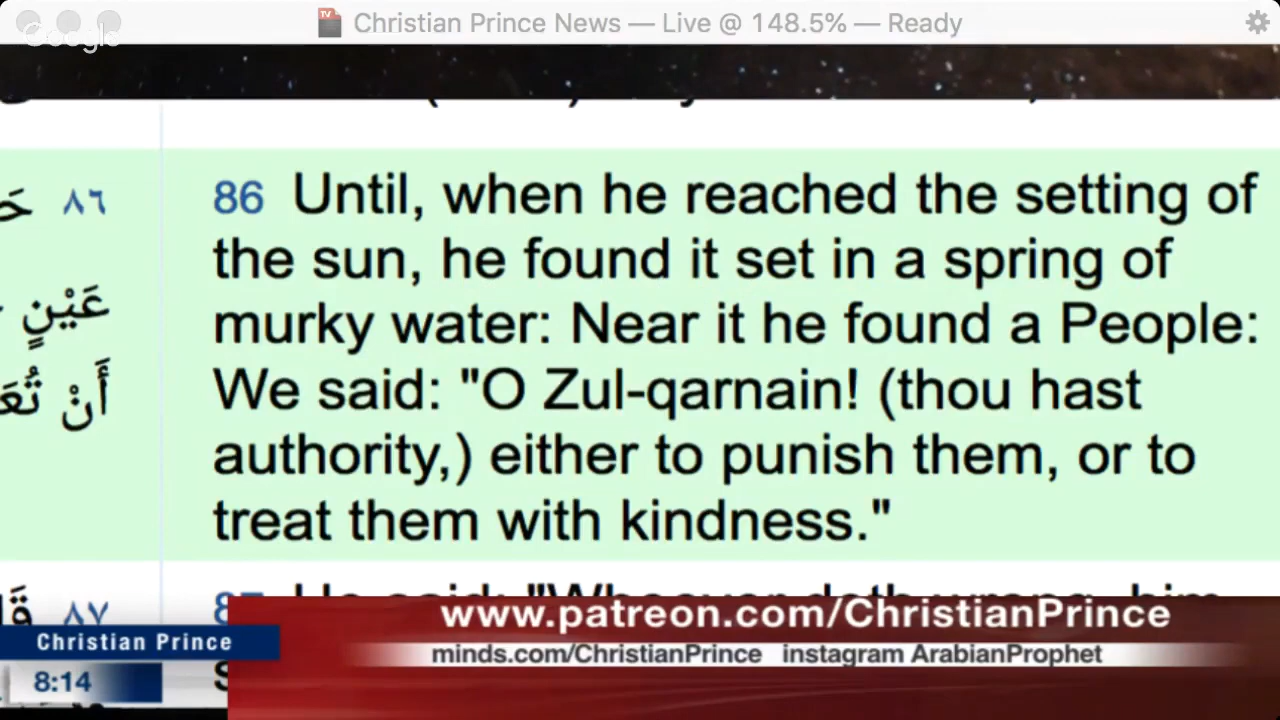 Christian Prince News — Live @ 148.5% — Ready
Google
٨٦
86 Until, when he reached the setting of
the sun, he found it set in a spring of
عَيْنٍ
murky water: Near it he found a People:
We said: "O Zul-qarnain! (thou hast
authority,) either to punish them, or to
treat them with kindness."
٨٧
www.patreon.com/ChristianPrince
Christian Prince
minds.com/ChristianPrince instagram ArabianProphet
8:14